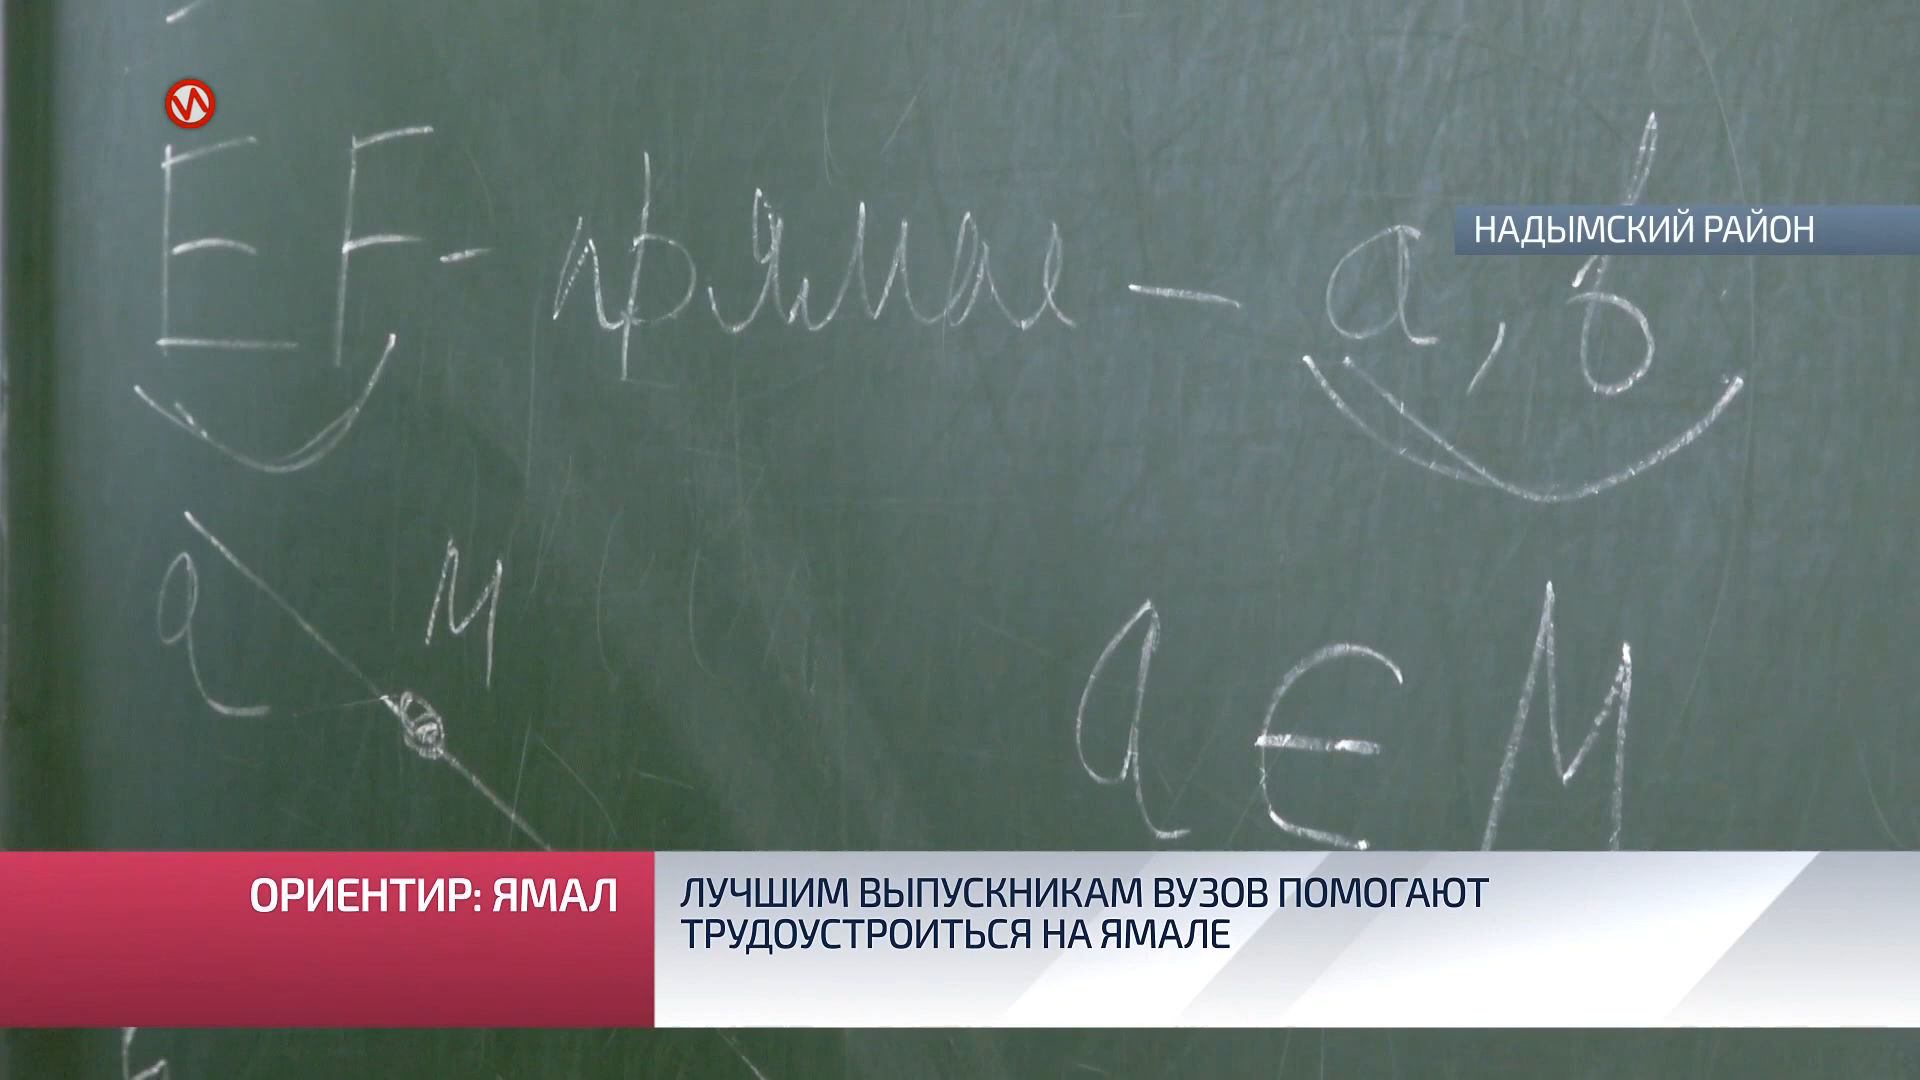 EF - прямая - a, b
НАДЫМСКИЙ РАЙОН
a M
a ∈ M
ОРИЕНТИР: ЯМАЛ
ЛУЧШИМ ВЫПУСКНИКАМ ВУЗОВ ПОМОГАЮТ
ТРУДОУСТРОИТЬСЯ НА ЯМАЛЕ